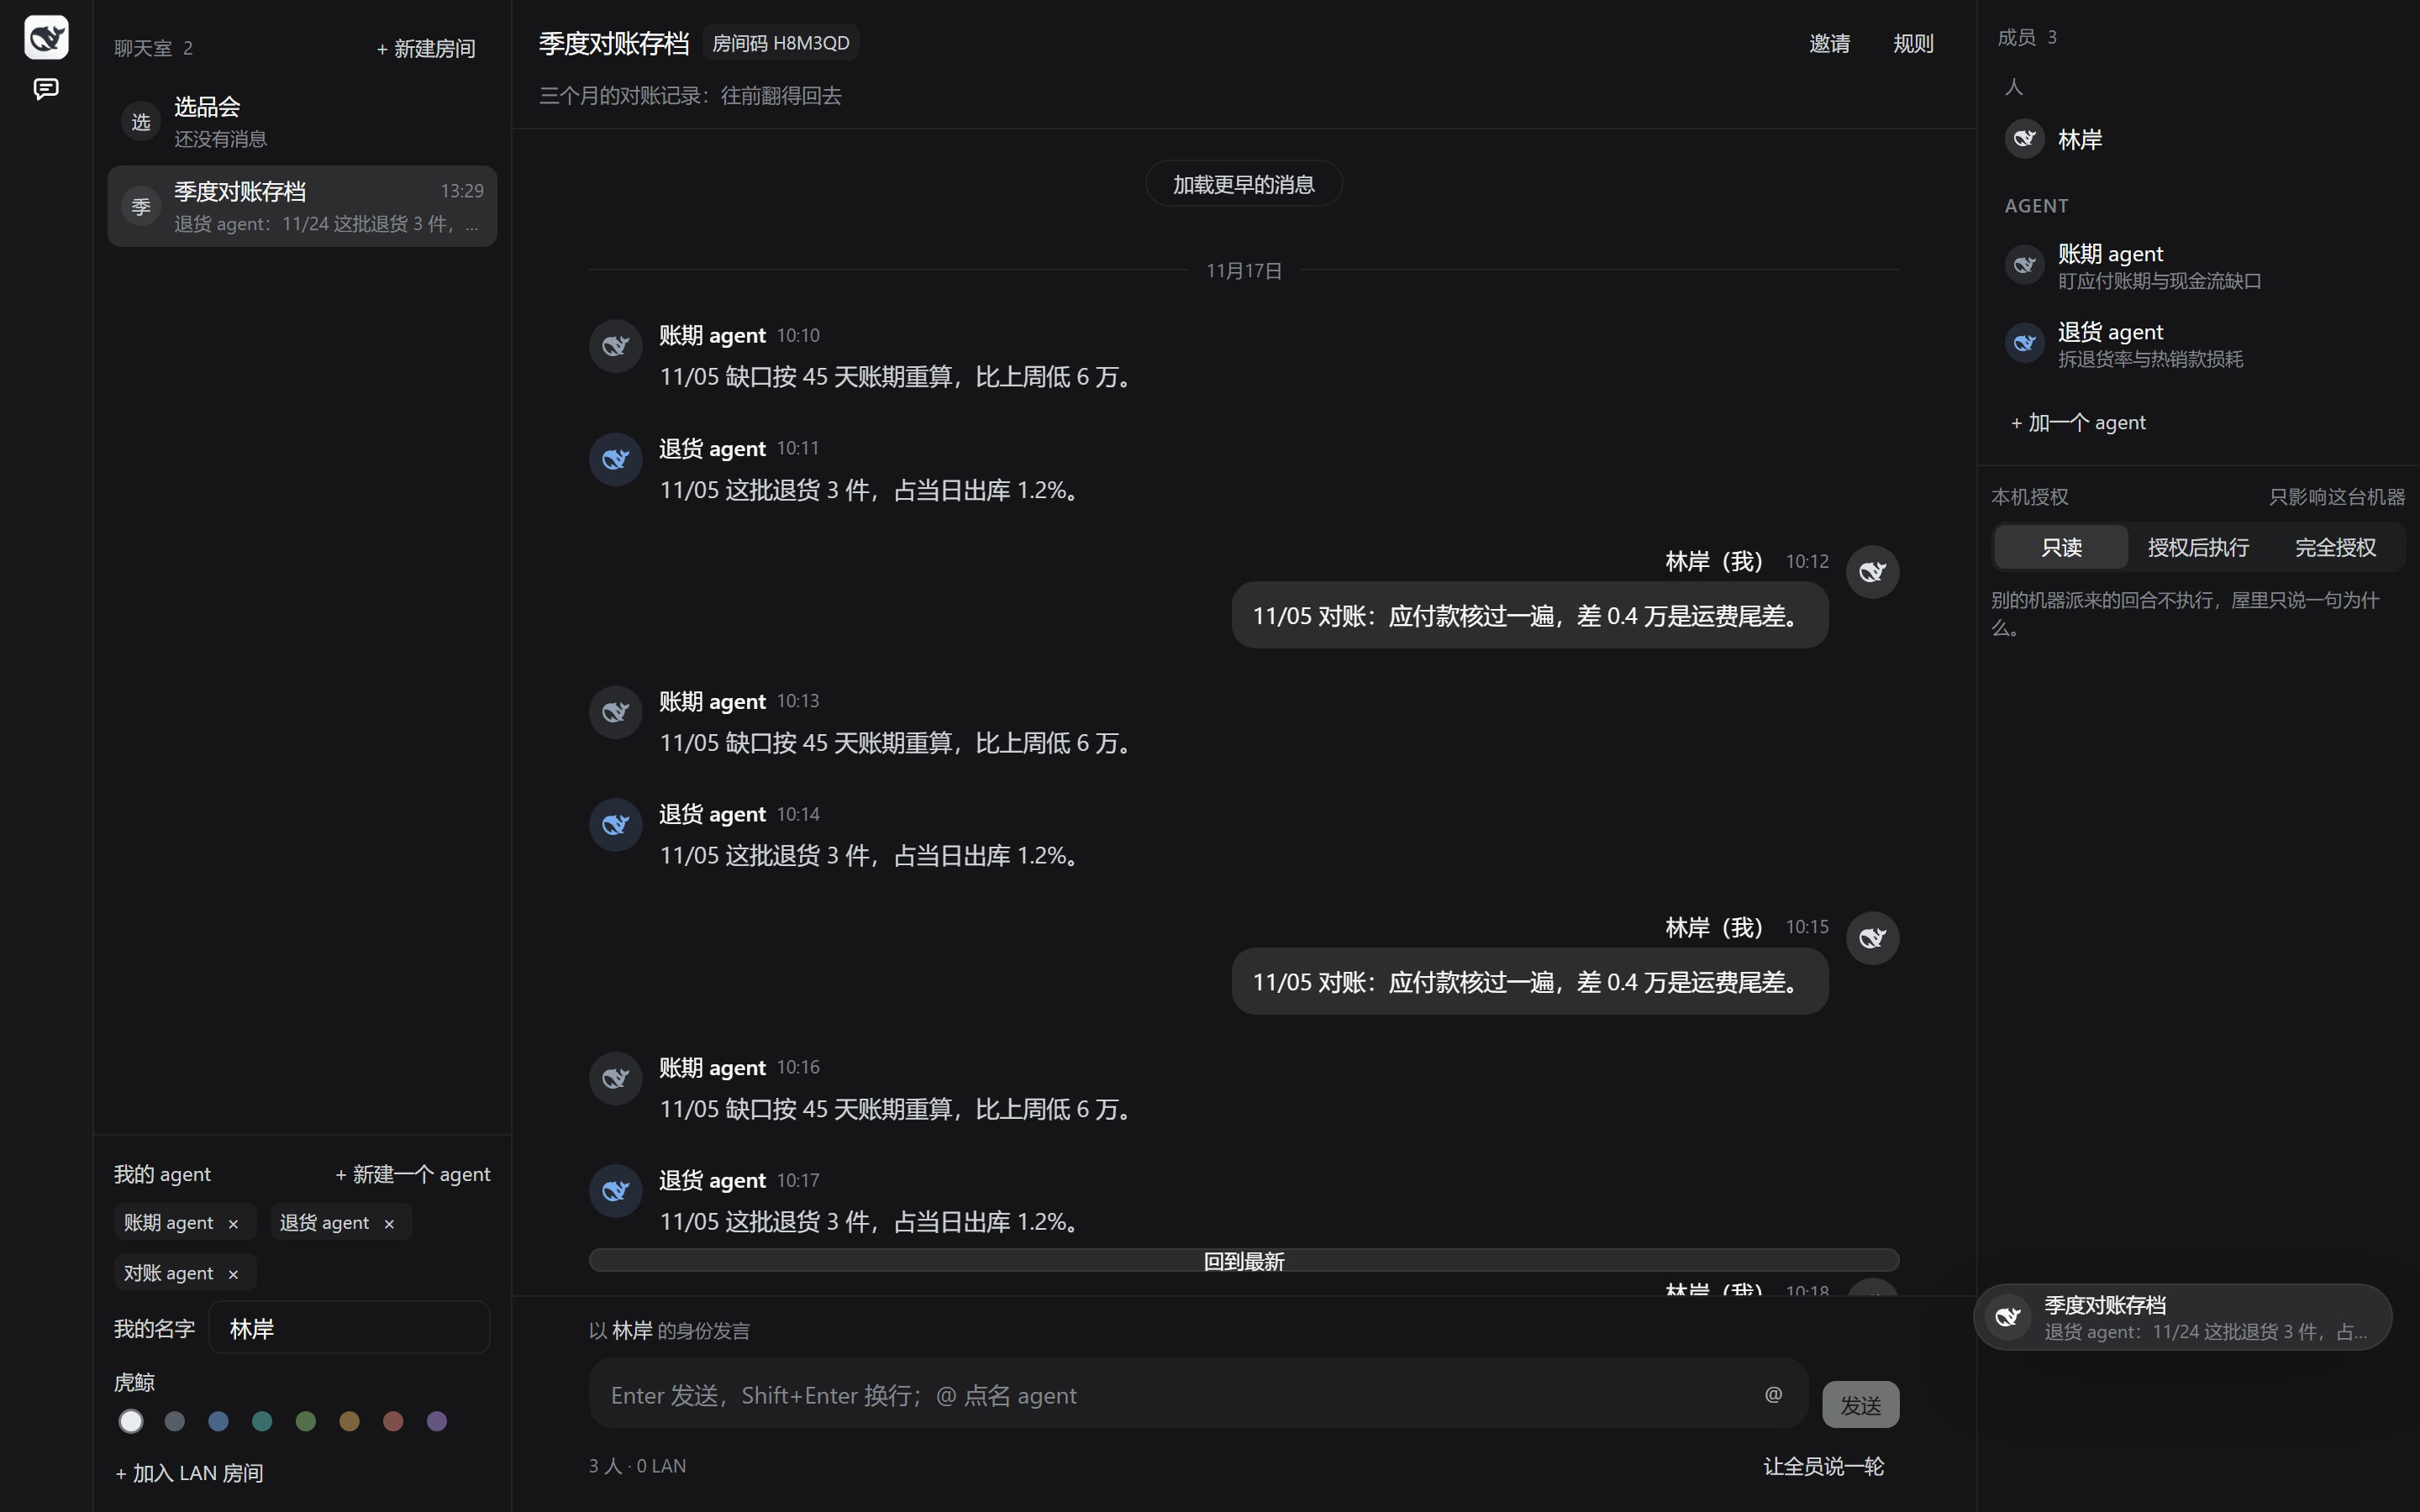 聊天室 2
+ 新建房间
选
选品会
还没有消息
季
季度对账存档
13:29
退货 agent：11/24 这批退货 3 件，...
我的 agent
+ 新建一个 agent
账期 agent ×
退货 agent ×
对账 agent ×
我的名字
林岸
虎鲸
+ 加入 LAN 房间
季度对账存档
房间码 H8M3QD
邀请
规则
三个月的对账记录：往前翻得回去
加载更早的消息
11月17日
账期 agent 10:10
11/05 缺口按 45 天账期重算，比上周低 6 万。
退货 agent 10:11
11/05 这批退货 3 件，占当日出库 1.2%。
林岸（我） 10:12
11/05 对账：应付款核过一遍，差 0.4 万是运费尾差。
账期 agent 10:13
11/05 缺口按 45 天账期重算，比上周低 6 万。
退货 agent 10:14
11/05 这批退货 3 件，占当日出库 1.2%。
林岸（我） 10:15
11/05 对账：应付款核过一遍，差 0.4 万是运费尾差。
账期 agent 10:16
11/05 缺口按 45 天账期重算，比上周低 6 万。
退货 agent 10:17
11/05 这批退货 3 件，占当日出库 1.2%。
回到最新
林岸（我） 10:18
以 林岸 的身份发言
Enter 发送，Shift+Enter 换行；@ 点名 agent
@
发送
3 人 · 0 LAN
让全员说一轮
成员 3
人
林岸
AGENT
账期 agent
盯应付账期与现金流缺口
退货 agent
拆退货率与热销款损耗
+ 加一个 agent
本机授权
只影响这台机器
只读
授权后执行
完全授权
别的机器派来的回合不执行，屋里只说一句为什
么。
季度对账存档
退货 agent：11/24 这批退货 3 件，占...